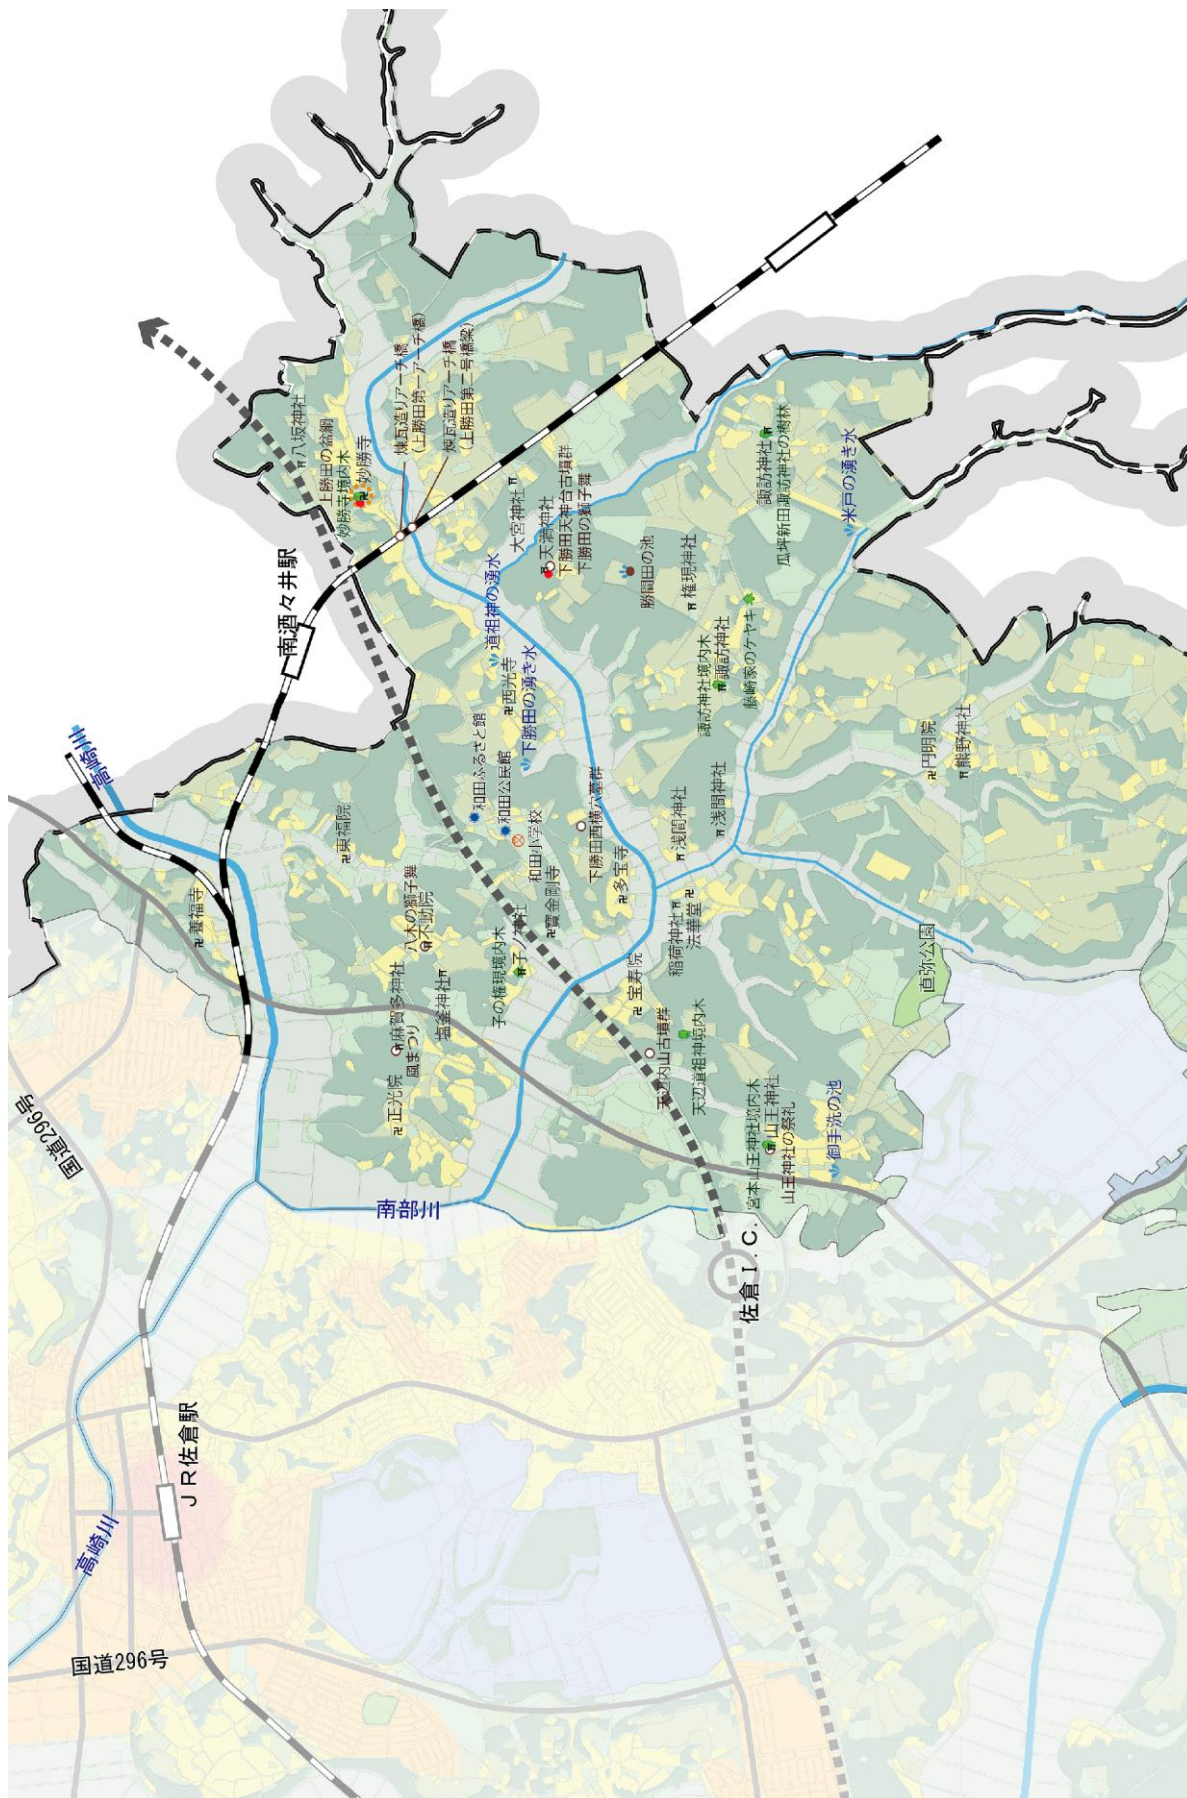 八坂神社
上勝田の盆綱
妙勝寺境内木
妙勝寺
煉瓦造りアーチ橋
(上勝田第一アーチ橋)
煉瓦造りアーチ橋
(上勝田第二号橋梁)
南酒々井駅
大宮神社
天満神社
下勝田天神台古墳群
下勝田の獅子舞
道祖神の湧水
西光寺
下勝田の湧き水
勝間田の池
権現神社
諏訪神社
瓜坪新田諏訪神社の樹林
米戸の湧き水
諏訪神社境内木
諏訪神社
藤崎家のケヤキ
高崎川
和田ふるさと館
和田公民館
和田小学校
寶金剛寺
下勝田西横穴墓群
多宝寺
浅間神社
浅間神社
円明院
熊野神社
東福院
養福寺
八木の獅子舞
不動院
麻賀多神社
風まつり
塩釜神社
正光院
子の権現境内木
子ノ神社
稲荷神社
法華堂
宝寿院
直弥公園
天辺内山古墳群
天辺道祖神境内木
宮本山王神社境内木
山王神社
山王神社の祭礼
御手洗の池
国道296号
南部川
佐倉I.C.
JR佐倉駅
高崎川
国道296号